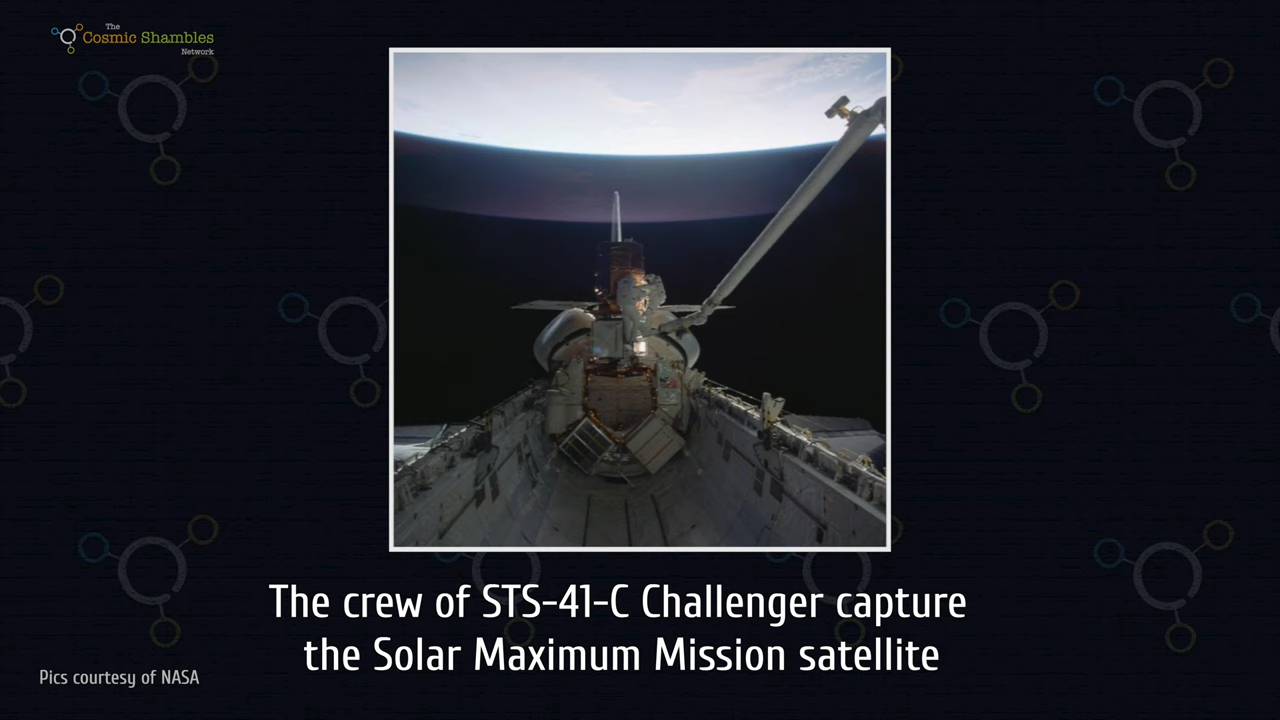 The
Cosmic Shambles
Network
The crew of STS-41-C Challenger capture
the Solar Maximum Mission satellite
Pics courtesy of NASA